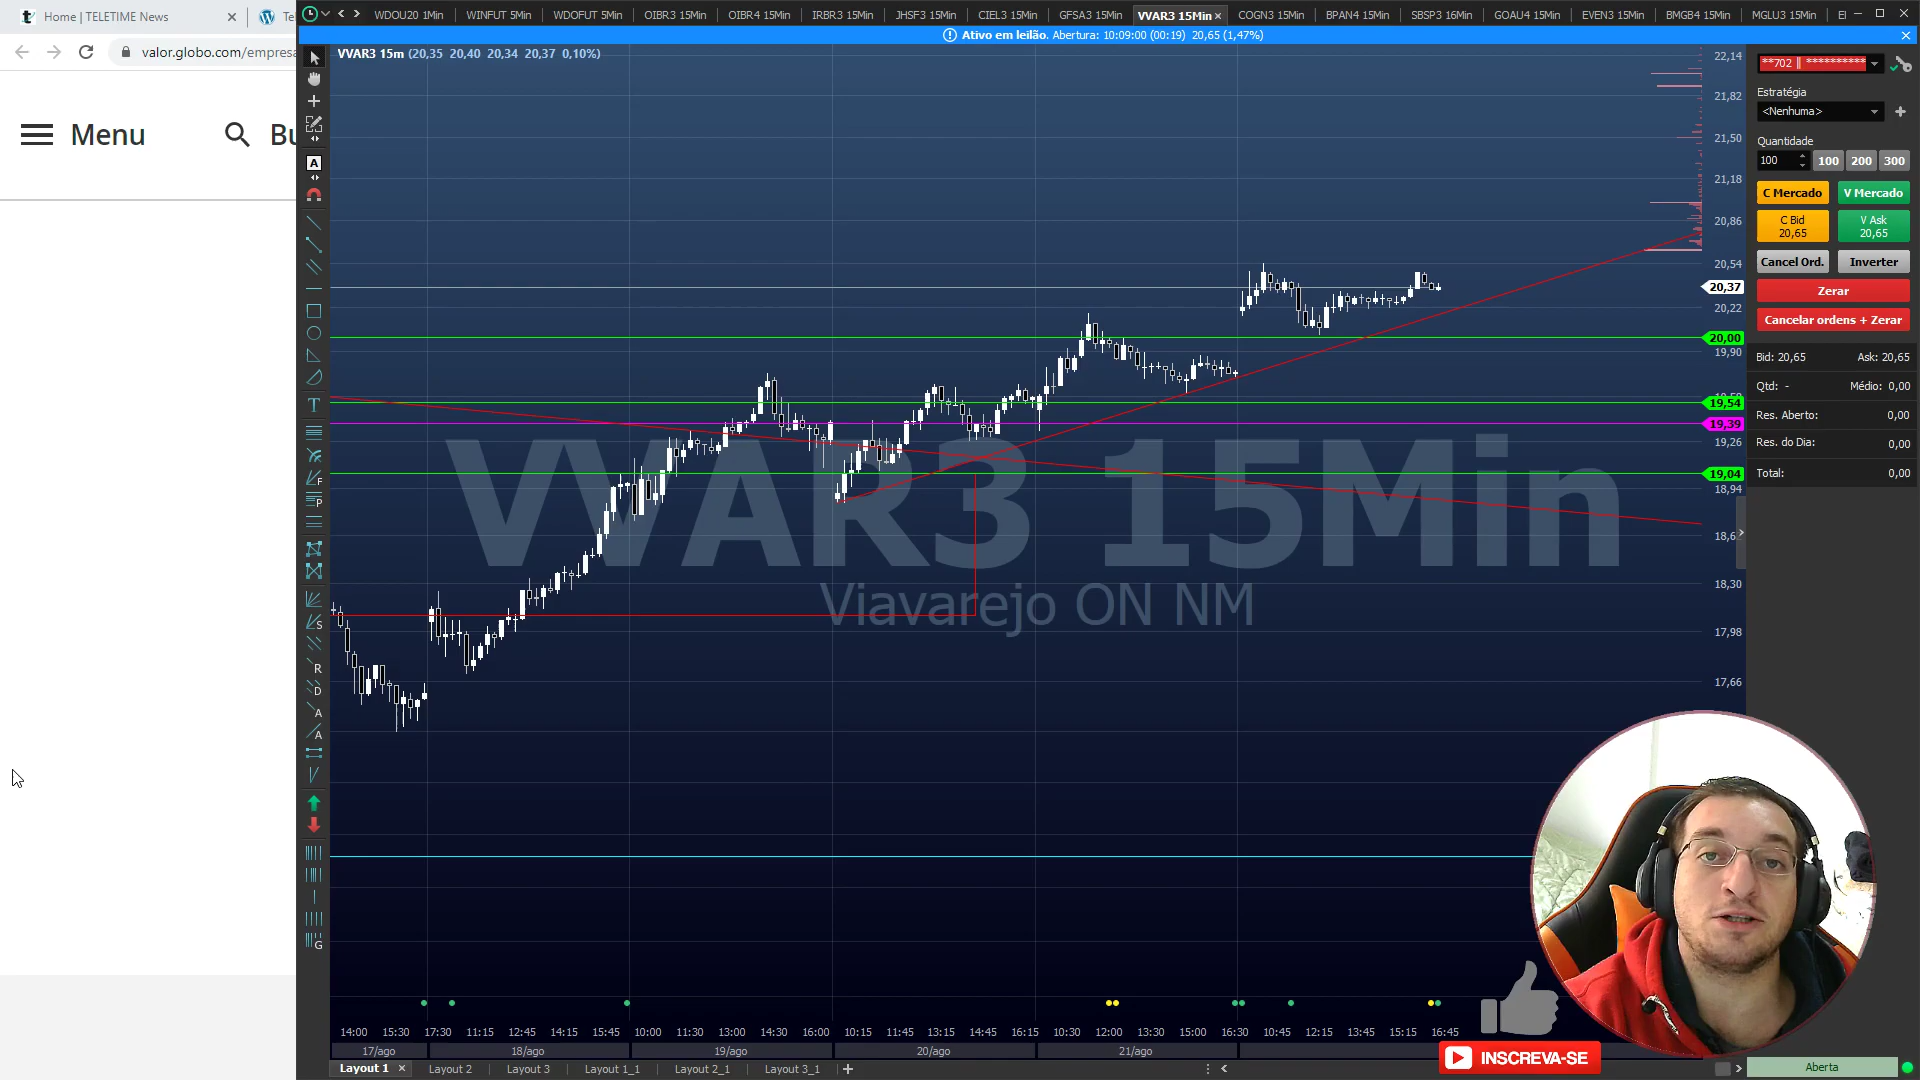 Home | TELETIME News
valor.globo.com/empresa
Menu
WDOU20 1Min
WINFUT 5Min
WDOFUT 5Min
OIBR3 15Min
OIBR4 15Min
IRBR3 15Min
JHSF3 15Min
CIEL3 15Min
GFSA3 15Min
VVAR3 15Min
COGN3 15Min
BPAN4 15Min
SBSP3 16Min
GOAU4 15Min
EVEN3 15Min
BMGB4 15Min
MGLU3 15Min
Ativo em leilão. Abertura: 10:09:00 (00:19) 20,65 (1,47%)
VVAR3 15m (20,35 20,40 20,34 20,37 0,10%)
VVAR3 15Min
Viavarejo ON NM
22,14
21,82
21,50
21,18
20,86
20,54
20,37
20,22
20,00
19,90
19,54
19,39
19,26
19,04
18,94
18,6
18,30
17,98
17,66
**702 || **********
Estratégia
<Nenhuma>
Quantidade
100
100 200 300
C Mercado V Mercado
C Bid V Ask
20,65 20,65
Cancel Ord. Inverter
Zerar
Cancelar ordens + Zerar
Bid: 20,65 Ask: 20,65
Qtd: - Médio: 0,00
Res. Aberto: 0,00
Res. do Dia: 0,00
Total: 0,00
14:00 15:30 17:30 11:15 12:45 14:15 15:45 10:00 11:30 13:00 14:30 16:00 10:15 11:45 13:15 14:45 16:15 10:30 12:00 13:30 15:00 16:30 10:45 12:15 13:45 15:15 16:45
17/ago 18/ago 19/ago 20/ago 21/ago
Layout 1
Layout 2
Layout 3
Layout 1_1
Layout 2_1
Layout 3_1
INSCREVA-SE
Aberta